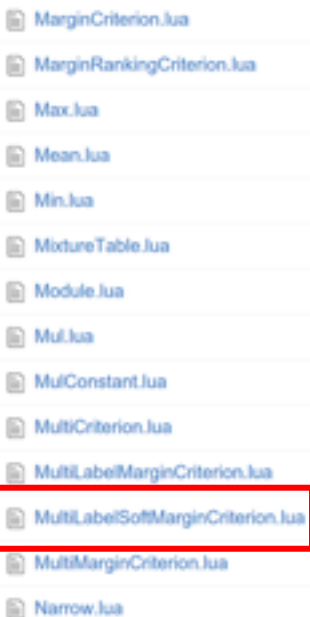 MarginCriterion.lua
MarginRankingCriterion.lua
Max.lua
Mean.lua
Min.lua
MixtureTable.lua
Module.lua
Mul.lua
MulConstant.lua
MultiCriterion.lua
MultiLabelMarginCriterion.lua
MultiLabelSoftMarginCriterion.lua
MultiMarginCriterion.lua
Narrow.lua